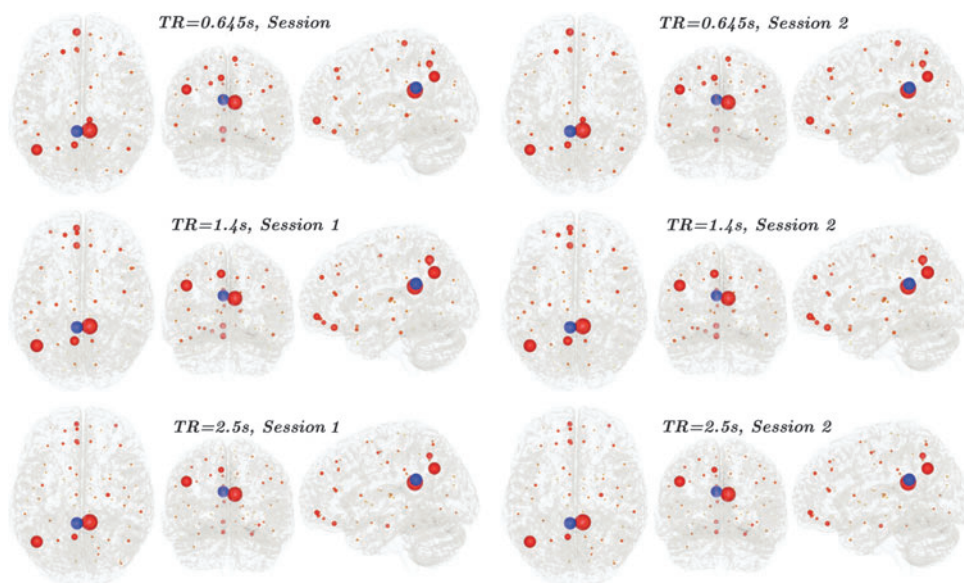 TR=0.645s, Session
TR=0.645s, Session 2
TR=1.4s, Session 1
TR=1.4s, Session 2
TR=2.5s, Session 1
TR=2.5s, Session 2